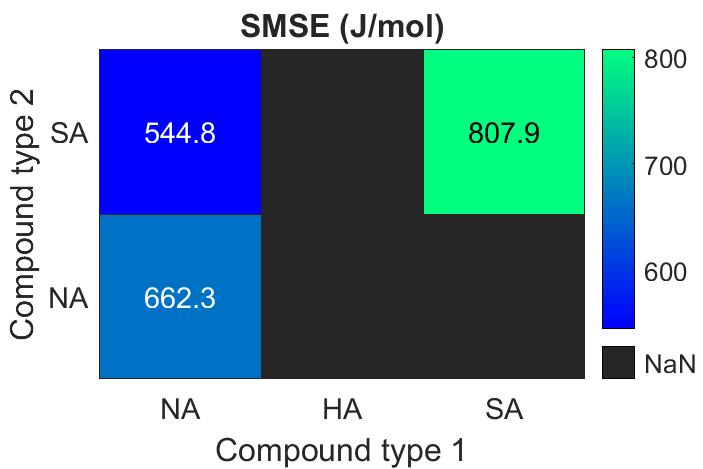 SMSE (J/mol)
Compound type 2
SA
544.8
807.9
NA
662.3
NA
HA
SA
Compound type 1
800
700
600
NaN